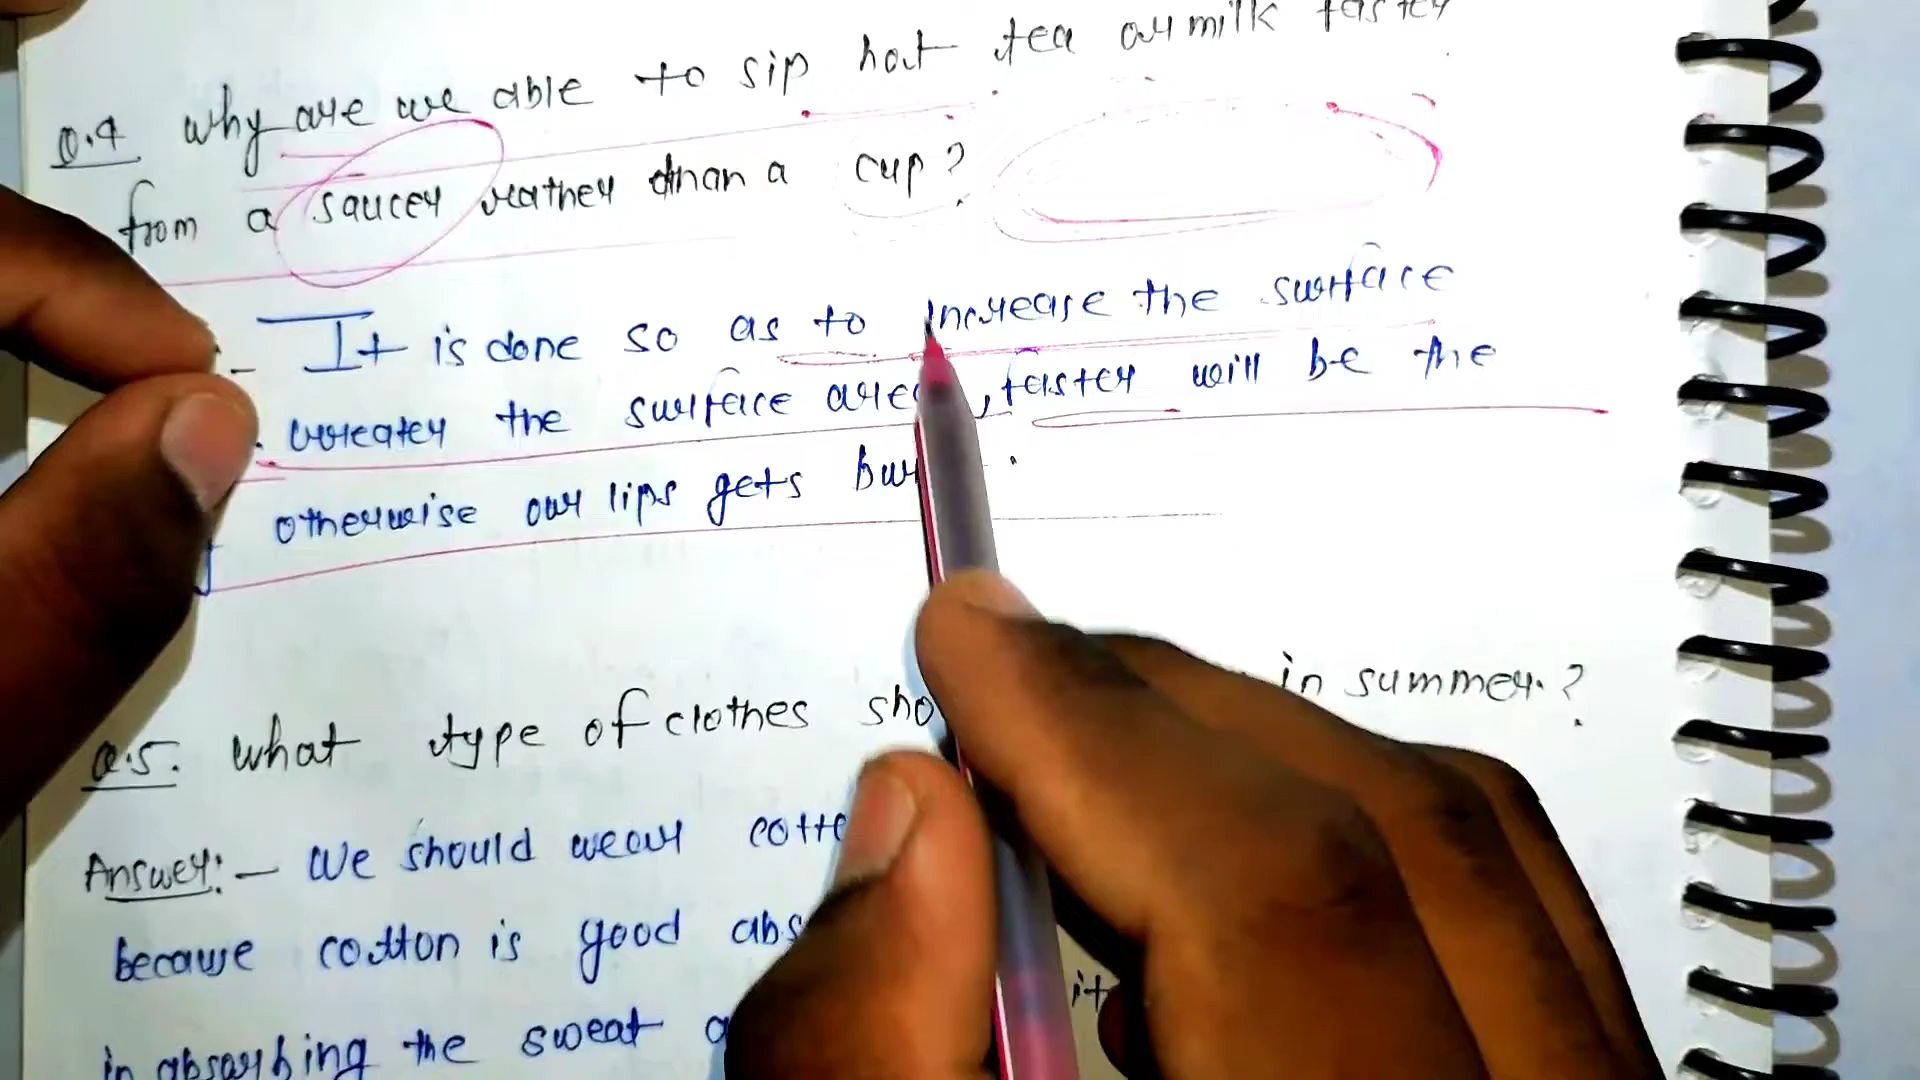 Q.4 Why are we able to sip hot tea or milk faster
from a saucer rather than a cup?
:- It is done so as to increase the surface
Greater the surface area, faster will be the
otherwise our lips gets
Q.5. What type of clothes in summer.?
Answer:- We should wear
because cotton is good
in absorbing the sweat
it